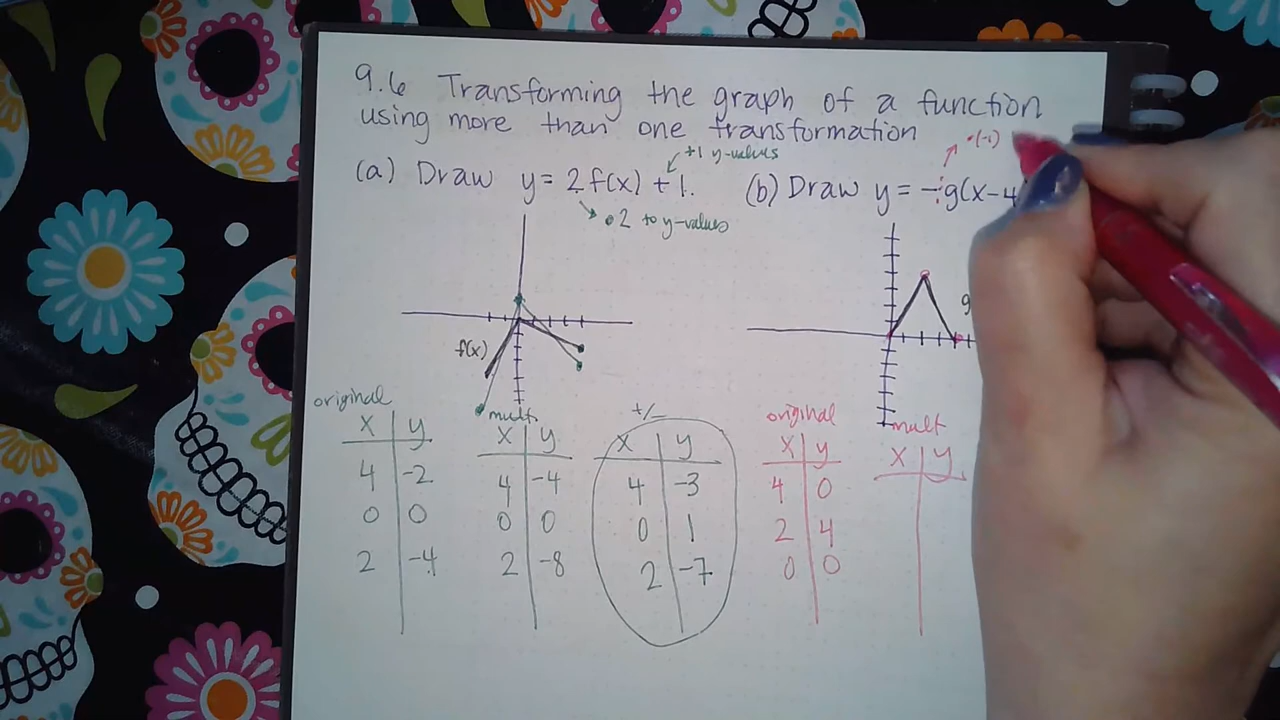 9.6 Transforming the graph of a function
using more than one transformation
+1 y-values
•(-1)
(a) Draw y = 2f(x) + 1.
(b) Draw y = -g(x-4
• 2 to y-values
f(x)
g
original
x y
4 -2
0 0
2 -4
mult
x y
4 -4
0 0
2 -8
+/-
x y
4 -3
0 1
2 -7
original
x y
4 0
2 4
0 0
mult
x y